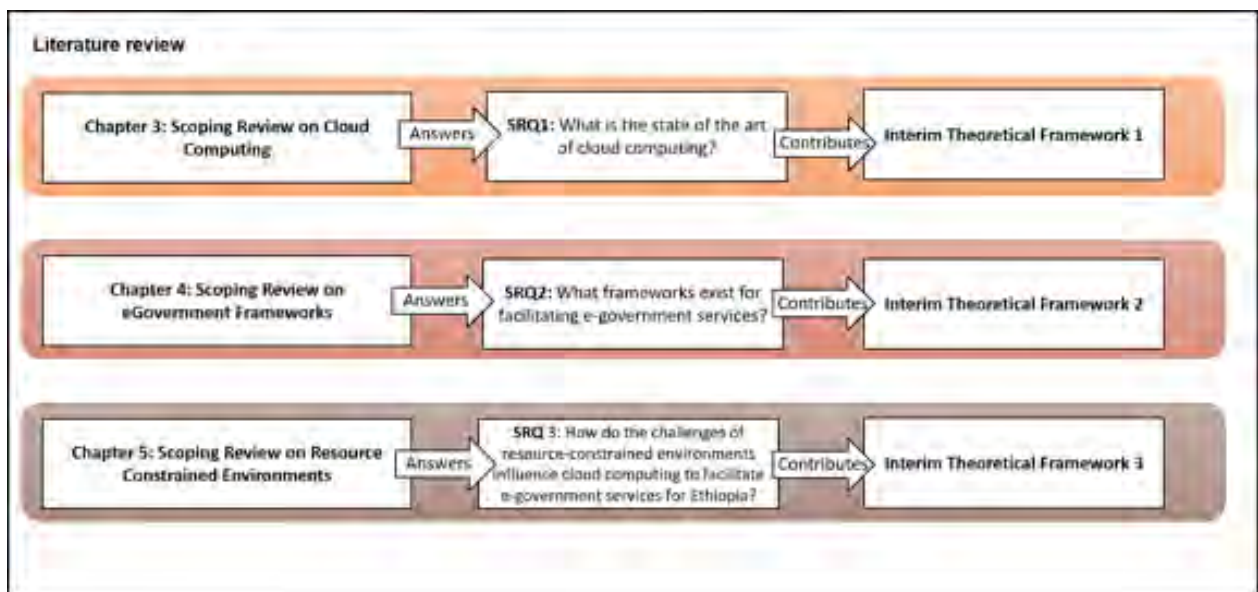 Literature review
Chapter 3: Scoping Review on Cloud
Computing
Answers
SRQ1: What is the state of the art
of cloud computing?
Contributes
Interim Theoretical Framework 1
Chapter 4: Scoping Review on
eGovernment Frameworks
Answers
SRQ2: What frameworks exist for
facilitating e-government services?
Contributes
Interim Theoretical Framework 2
Chapter 5: Scoping Review on Resource
Constrained Environments
Answers
SRQ 3: How do the challenges of
resource-constrained environments
influence cloud computing to facilitate
e-government services for Ethiopia?
Contributes
Interim Theoretical Framework 3